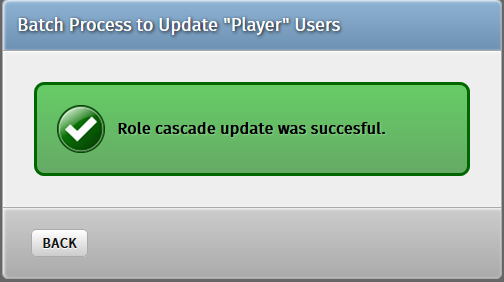 Batch Process to Update "Player" Users
Role cascade update was succesful.
BACK